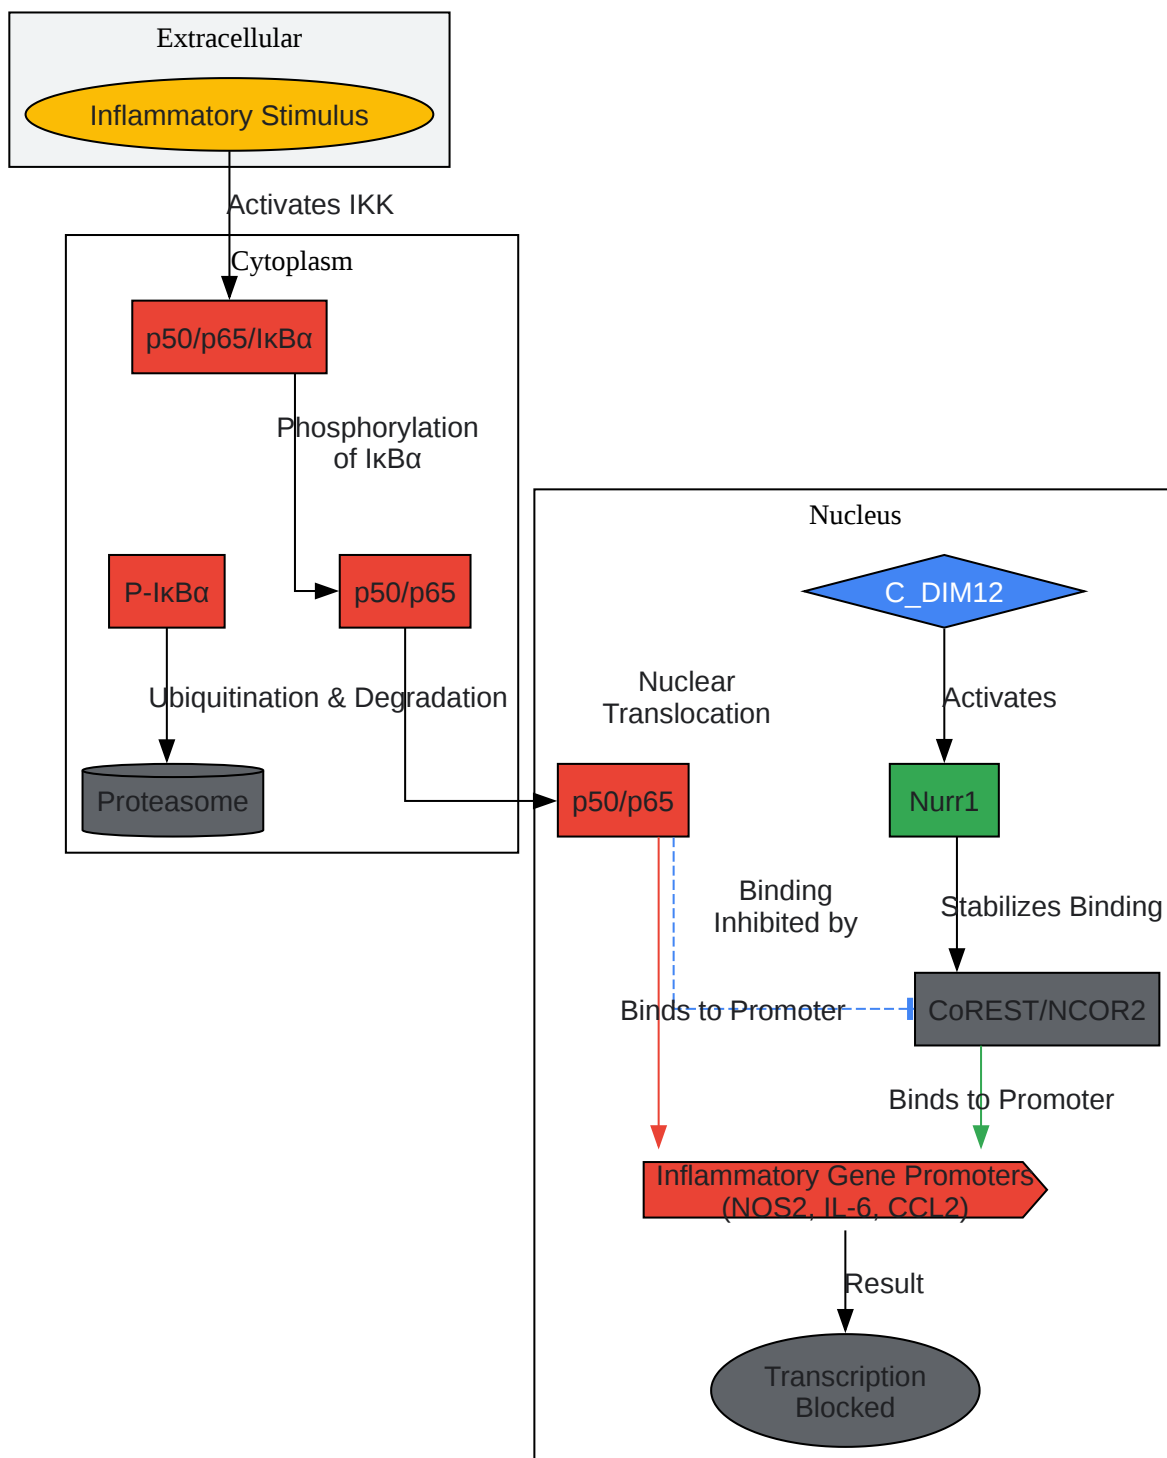 Extracellular
Inflammatory Stimulus
Activates IKK
Cytoplasm
p50/p65/IκBα
Phosphorylation
of IκBα
Nucleus
P-IκBα
p50/p65
C_DIM12
Ubiquitination & Degradation
Nuclear
Translocation
Activates
Proteasome
p50/p65
Nurr1
Binding
Inhibited by
Stabilizes Binding
Binds to Promoter
CoREST/NCOR2
Binds to Promoter
Inflammatory Gene Promoters
(NOS2, IL-6, CCL2)
Result
Transcription
Blocked